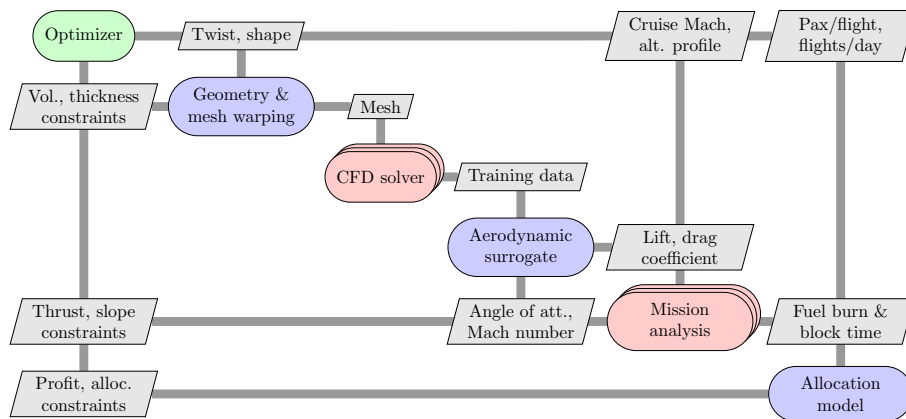 Optimizer
Twist, shape
Cruise Mach,
alt. profile
Pax/flight,
flights/day
Vol., thickness
constraints
Geometry &
mesh warping
Mesh
CFD solver
Training data
Aerodynamic
surrogate
Lift, drag
coefficient
Thrust, slope
constraints
Angle of att.,
Mach number
Mission
analysis
Fuel burn &
block time
Profit, alloc.
constraints
Allocation
model